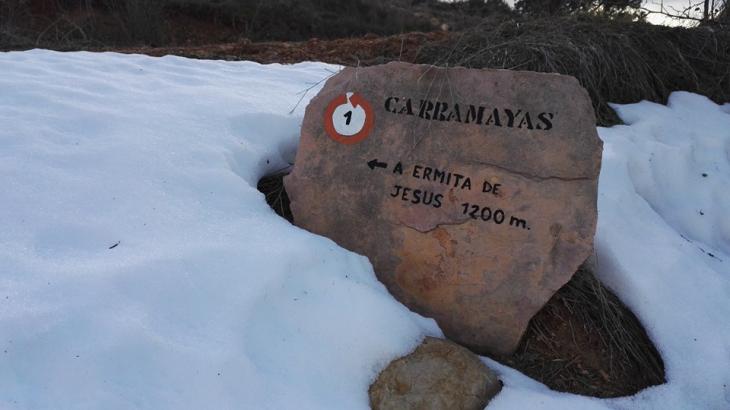 1 CARRAMAYAS
← A ERMITA DE
JESUS 1200 m.